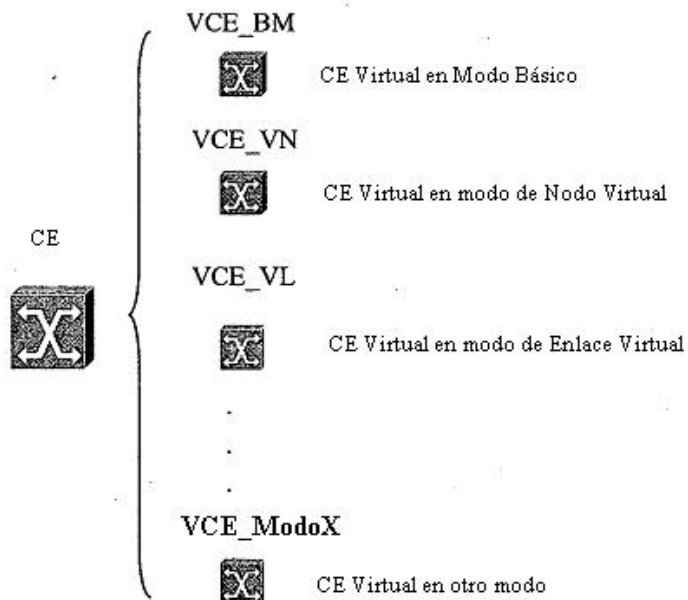 VCE_BM
CE Virtual en Modo Básico
VCE_VN
CE Virtual en modo de Nodo Virtual
CE
VCE_VL
CE Virtual en modo de Enlace Virtual
VCE_ModoX
CE Virtual en otro modo